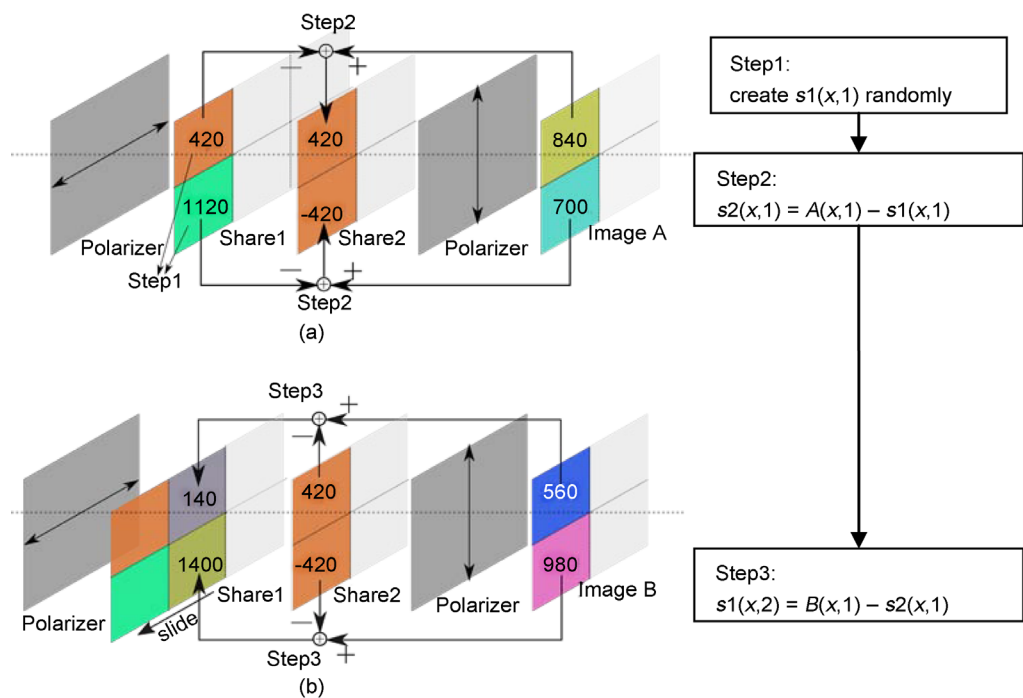 Step2
− +
420 420 840
1120 -420 700
Polarizer Share1 Share2 Polarizer Image A
Step1
− +
Step2
(a)
Step3
− +
140 420 560
1400 -420 980
Polarizer slide Share1 Share2 Polarizer Image B
− +
Step3
(b)
Step1:
create s1(x,1) randomly
Step2:
s2(x,1) = A(x,1) − s1(x,1)
Step3:
s1(x,2) = B(x,1) − s2(x,1)